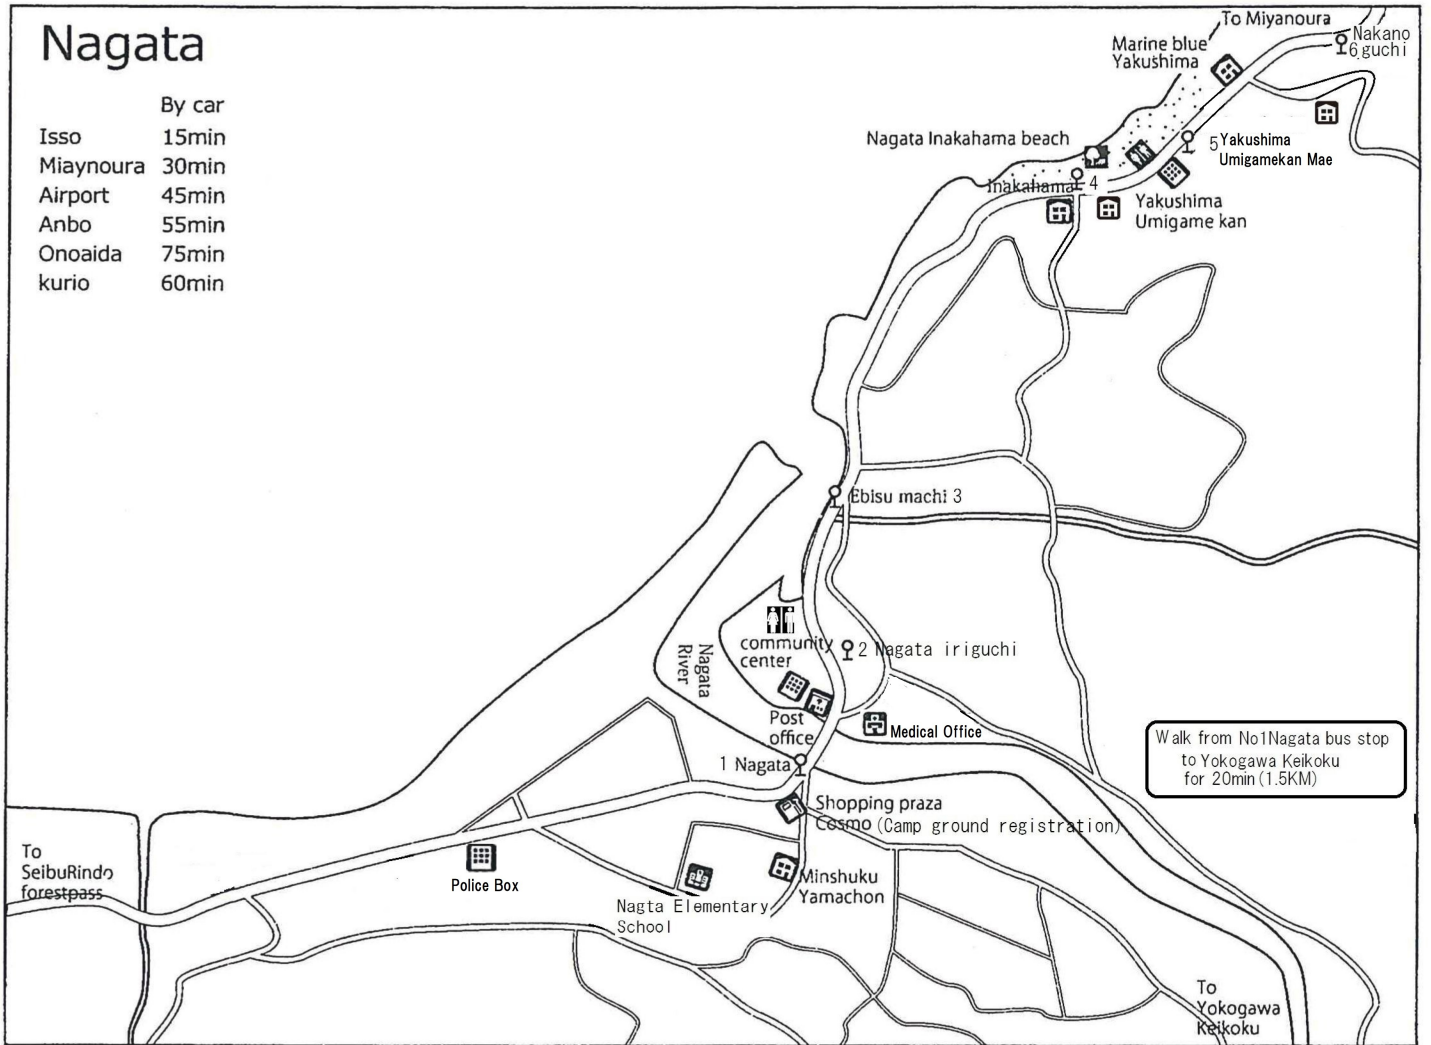 Nagata
By car
Isso 15min
Miaynoura 30min
Airport 45min
Anbo 55min
Onoaida 75min
kurio 60min
To Miyanoura
Nakano
6 guchi
Marine blue
Yakushima
Nagata Inakahama beach
5 Yakushima
Umigamekan Mae
Inakahama 4
Yakushima
Umigame kan
Ebisu machi 3
community
center
2 Nagata iriguchi
Nagata
River
Post
office
Medical Office
1 Nagata
Walk from No1Nagata bus stop
to Yokogawa Keikoku
for 20min(1.5KM)
Shopping praza
Cosmo (Camp ground registration)
To
SeibuRindo
forestpass
Police Box
Minshuku
Yamachon
Nagta Elementary
School
To
Yokogawa
Keikoku